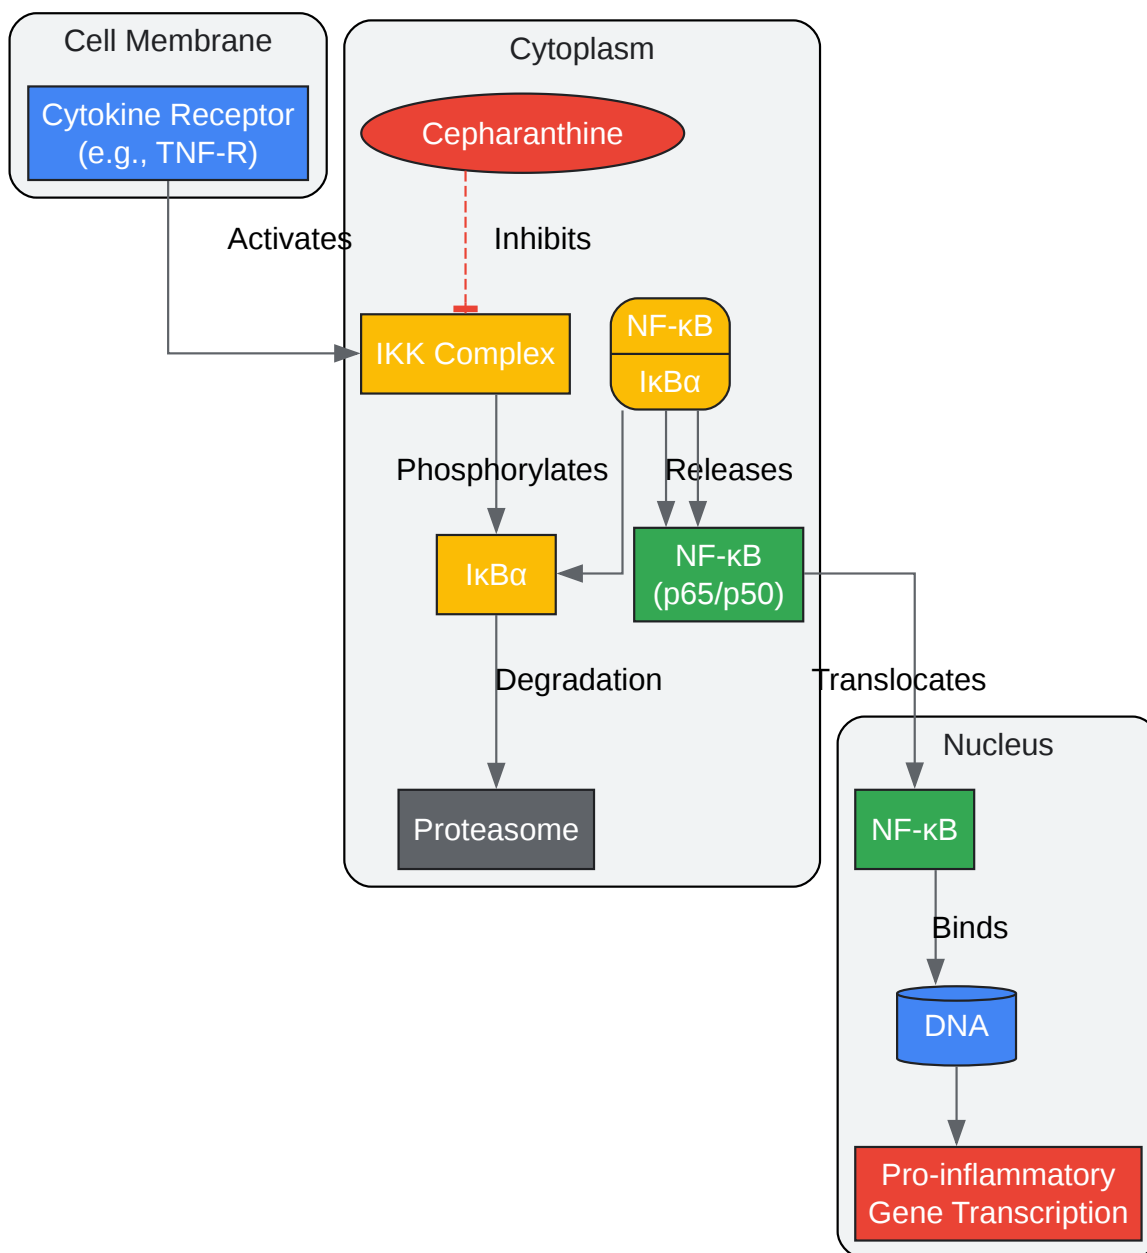 Cell Membrane
Cytokine Receptor
(e.g., TNF-R)
Cytoplasm
Cepharanthine
Activates
Inhibits
IKK Complex
NF-κB
IκBα
Phosphorylates
Releases
IκBα
NF-κB
(p65/p50)
Degradation
Translocates
Proteasome
Nucleus
NF-κB
Binds
DNA
Pro-inflammatory
Gene Transcription